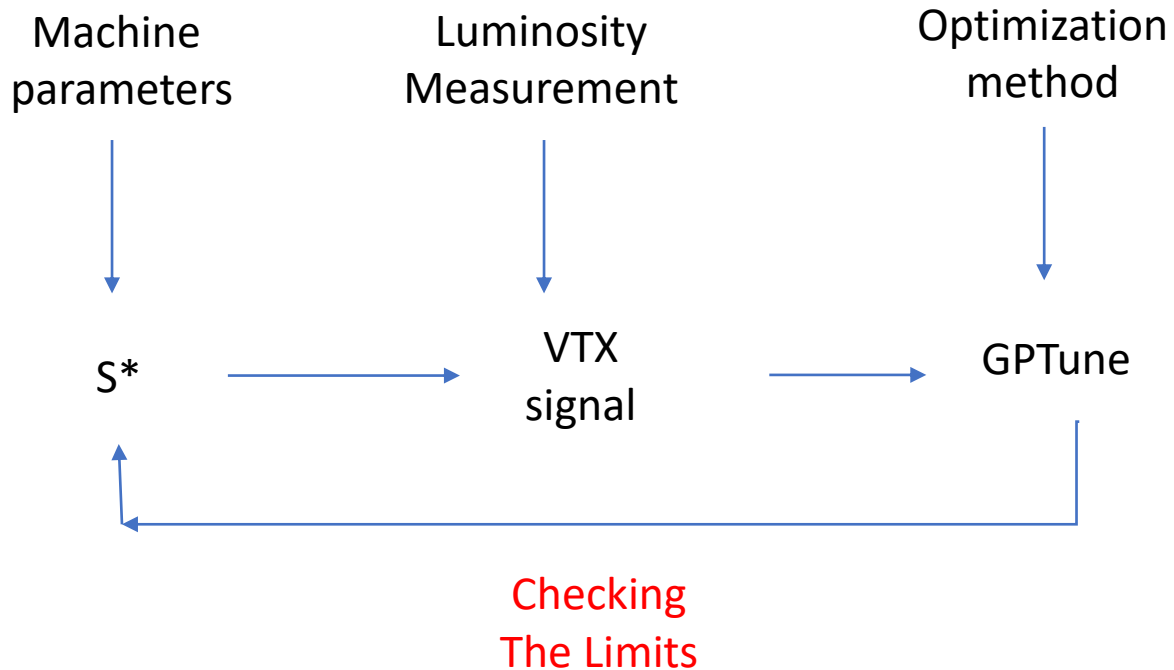 Machine
parameters
Luminosity
Measurement
Optimization
method
S*
VTX
signal
GPTune
Checking
The Limits